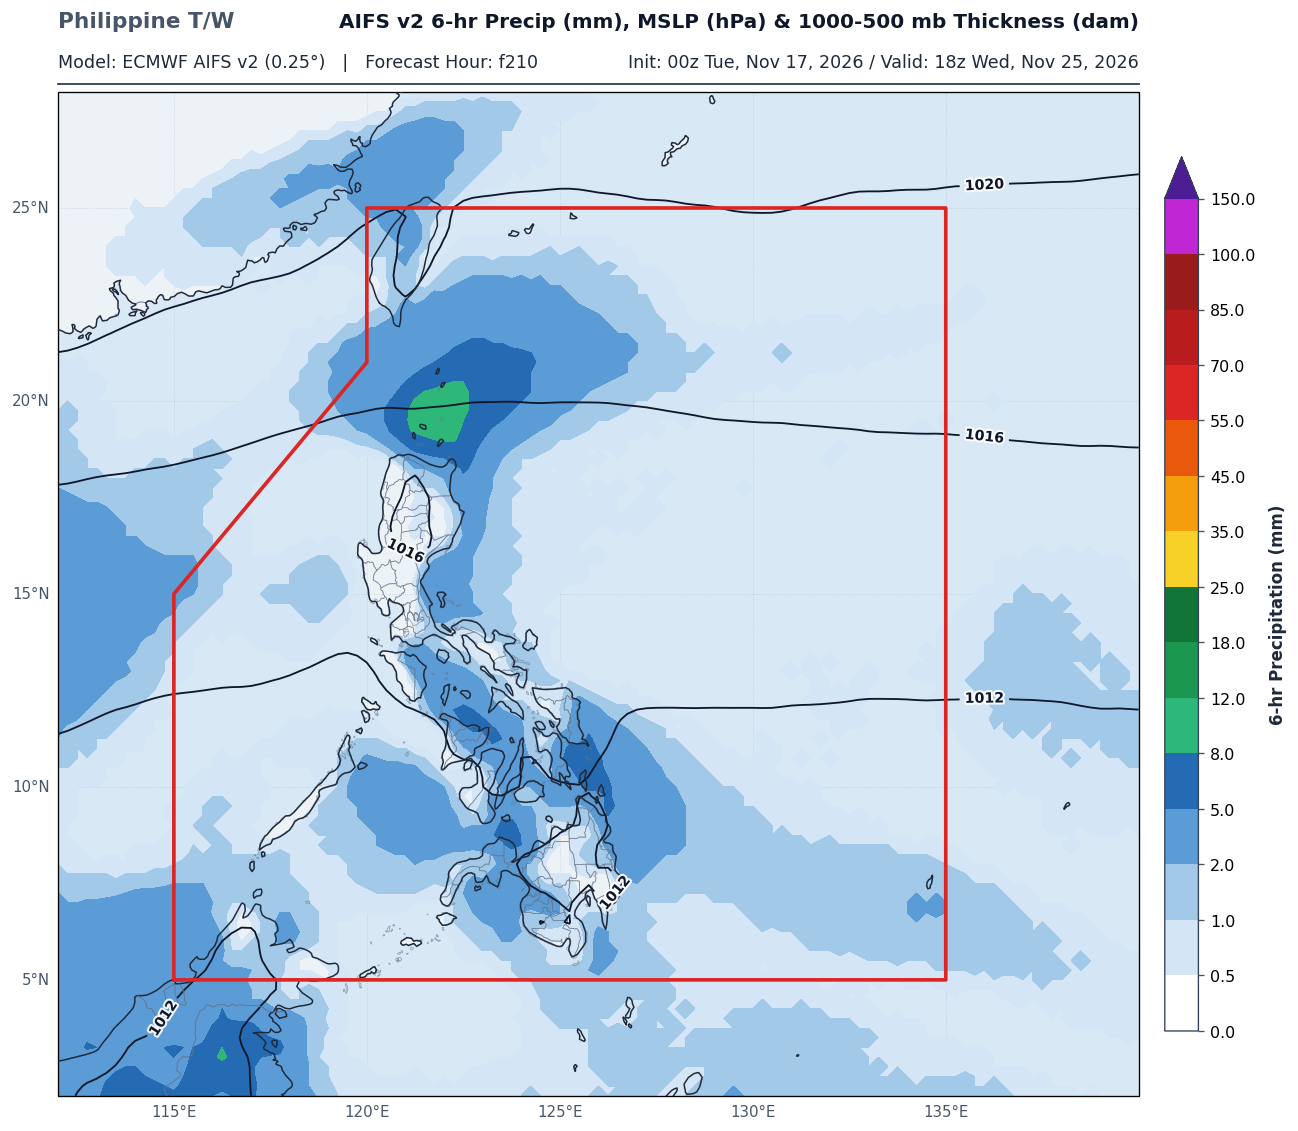 Philippine T/W
AIFS v2 6-hr Precip (mm), MSLP (hPa) & 1000-500 mb Thickness (dam)
Model: ECMWF AIFS v2 (0.25°) | Forecast Hour: f210
Init: 00z Tue, Nov 17, 2026 / Valid: 18z Wed, Nov 25, 2026
25°N
20°N
15°N
10°N
5°N
115°E
120°E
125°E
130°E
135°E
1020
1016
1016
1012
1012
1012
150.0
100.0
85.0
70.0
55.0
45.0
35.0
25.0
18.0
12.0
8.0
5.0
2.0
1.0
0.5
0.0
6-hr Precipitation (mm)